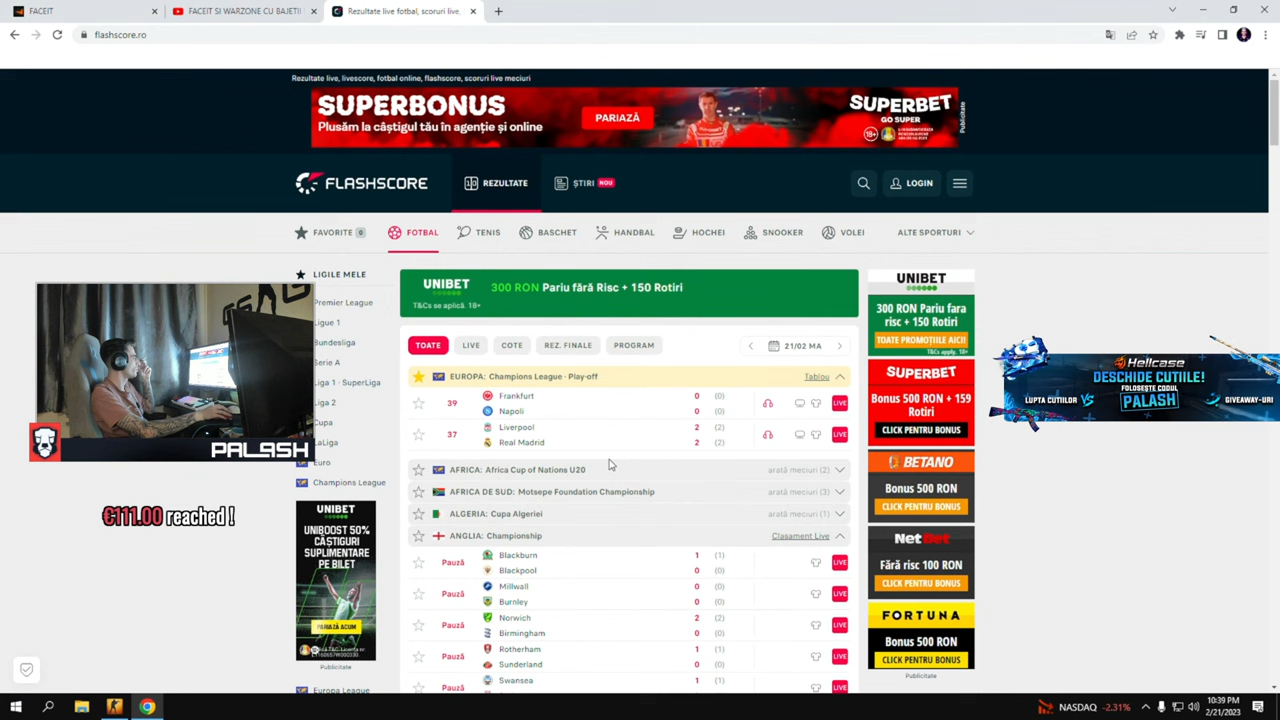 FACEIT
FACEIT SI WARZONE CU BAJETII
Rezultate live fotbal, scoruri live,
flashscore.ro
Rezultate live, livescore, fotbal online, flashscore, scoruri live meciuri
SUPERBONUS
Plusăm la câștigul tău în agenție și online
PARIAZĂ
SUPERBET
GO SUPER
18+
Publicitate
FLASHSCORE
REZULTATE
ȘTIRI NOU
LOGIN
FAVORITE 0
FOTBAL
TENIS
BASCHET
HANDBAL
HOCHEI
SNOOKER
VOLEI
ALTE SPORTURI
LIGILE MELE
Premier League
Ligue 1
Bundesliga
Serie A
Liga 1 - SuperLiga
Liga 2
Cupa
LaLiga
Euro
Champions League
Europa League
UNIBET
300 RON Pariu fără Risc + 150 Rotiri
T&Cs se aplică. 18+
TOATE LIVE COTE REZ. FINALE PROGRAM
21/02 MA
EUROPA: Champions League - Play-off Tablou
39 Frankfurt 0 (0) LIVE
Napoli 0 (0)
37 Liverpool 2 (2) LIVE
Real Madrid 2 (2)
AFRICA: Africa Cup of Nations U20 arată meciuri (2)
AFRICA DE SUD: Motsepe Foundation Championship arată meciuri (3)
ALGERIA: Cupa Algeriei arată meciuri (1)
ANGLIA: Championship Clasament Live
Pauză Blackburn 1 (1) LIVE
Blackpool 0 (0)
Pauză Millwall 0 (0) LIVE
Burnley 0 (0)
Pauză Norwich 2 (2) LIVE
Birmingham 0 (0)
Pauză Rotherham 1 (1) LIVE
Sunderland 0 (0)
Pauză Swansea 1 (1) LIVE
UNIBET
300 RON Pariu fara
risc + 150 Rotiri
TOATE PROMOȚIILE AICI!
T&Cs apply. 18+
SUPERBET
Bonus 500 RON + 159
Rotiri
CLICK PENTRU BONUS
BETANO
Bonus 500 RON
CLICK PENTRU BONUS
NetBet
Fără risc 100 RON
CLICK PENTRU BONUS
FORTUNA
Bonus 500 RON
CLICK PENTRU BONUS
Publicitate
PALASH
€111.00 reached !
UNIBET
UNIBOOST 50%
CÂȘTIGURI
SUPLIMENTARE
PE BILET
PARIAZĂ ACUM
Publicitate
Hellcase
DESCHIDE CUTIILE!
FOLOSEȘTE CODUL
PALASH
LUPTA CUTIILOR
GIVEAWAY-URI
NASDAQ -2.31%
10:39 PM
2/21/2023